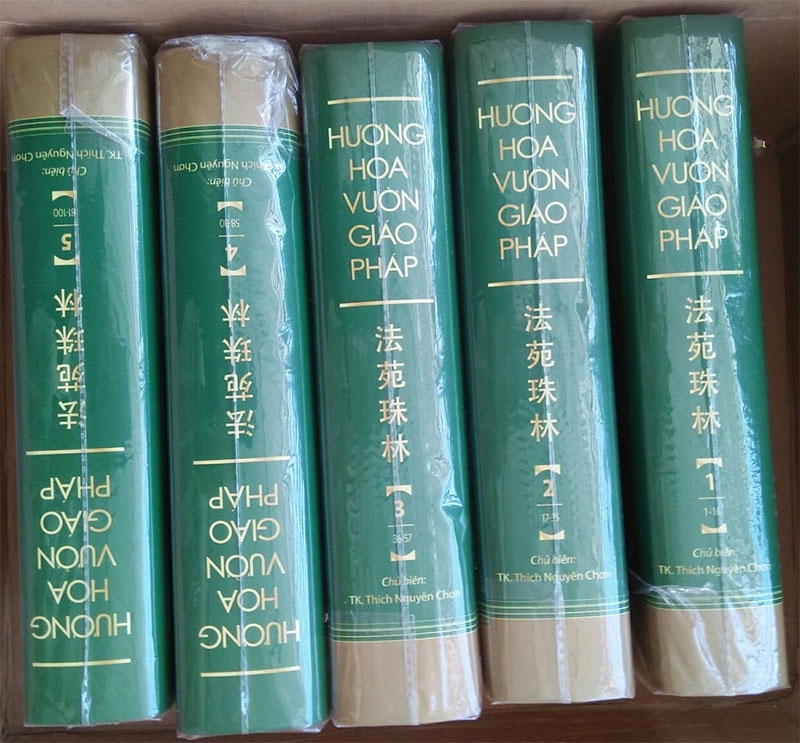 HƯƠNG
HOA
VƯỜN
GIÁO
PHÁP
法苑珠林
【5】
81-100
Chủ biên:
TK. Thích Nguyên Chơn
HƯƠNG
HOA
VƯỜN
GIÁO
PHÁP
法苑珠林
【4】
58-80
Chủ biên:
TK. Thích Nguyên Chơn
HƯƠNG
HOA
VƯỜN
GIÁO
PHÁP
法苑珠林
【3】
36-57
Chủ biên:
TK. Thích Nguyên Chơn
HƯƠNG
HOA
VƯỜN
GIÁO
PHÁP
法苑珠林
【2】
17-35
Chủ biên:
TK. Thích Nguyên Chơn
HƯƠNG
HOA
VƯỜN
GIÁO
PHÁP
法苑珠林
【1】
1-16
Chủ biên:
TK. Thích Nguyên Chơn